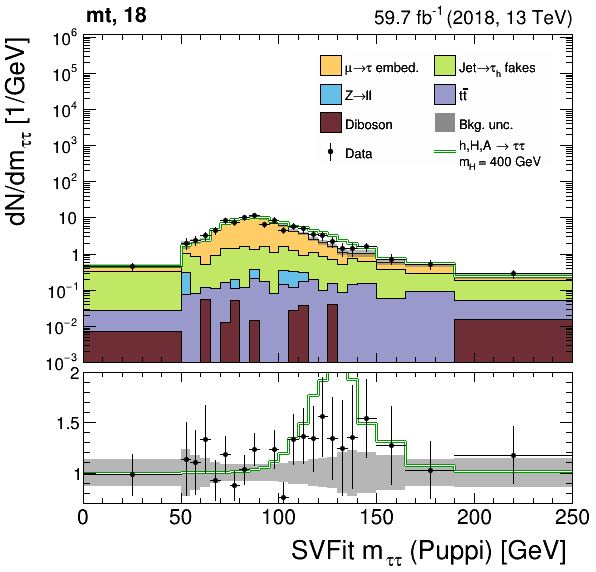 mt, 18
59.7 fb⁻¹ (2018, 13 TeV)
dN/dm_ττ [1/GeV]
10⁶
10⁵
10⁴
10³
10²
10
1
10⁻¹
10⁻²
10⁻³
μ→τ embed.
Jet→τ_h fakes
Z→ll
tt̄
Diboson
Bkg. unc.
Data
h,H,A → ττ
m_H = 400 GeV
2
1.5
1
0 50 100 150 200 250
SVFit m_ττ (Puppi) [GeV]